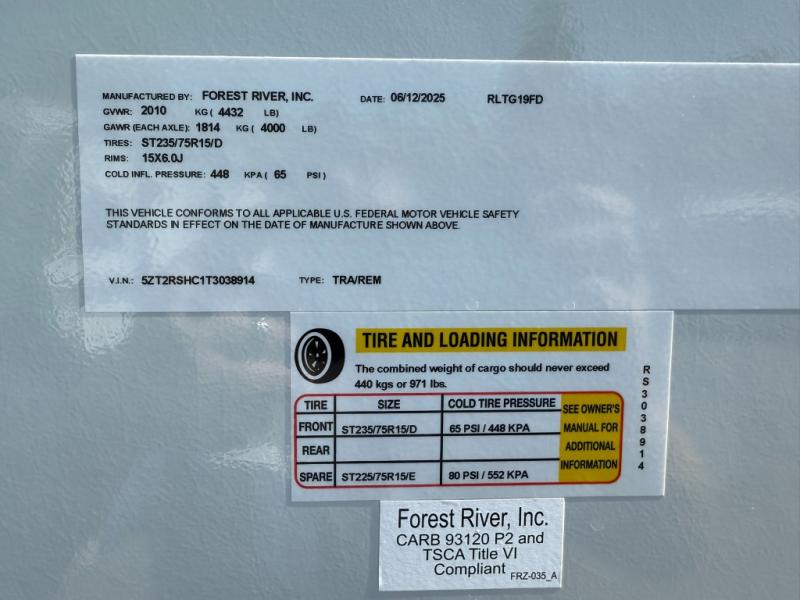 MANUFACTURED BY: FOREST RIVER, INC. DATE: 06/12/2025 RLTG19FD
GVWR: 2010 KG ( 4432 LB)
GAWR (EACH AXLE): 1814 KG ( 4000 LB)
TIRES: ST235/75R15/D
RIMS: 15X6.0J
COLD INFL. PRESSURE: 448 KPA ( 65 PSI )
THIS VEHICLE CONFORMS TO ALL APPLICABLE U.S. FEDERAL MOTOR VEHICLE SAFETY
STANDARDS IN EFFECT ON THE DATE OF MANUFACTURE SHOWN ABOVE.
V.I.N.: 5ZT2RSHC1T3038914 TYPE: TRA/REM
TIRE AND LOADING INFORMATION
The combined weight of cargo should never exceed
440 kgs or 971 lbs.
TIRE SIZE COLD TIRE PRESSURE
FRONT ST235/75R15/D 65 PSI / 448 KPA
REAR
SPARE ST225/75R15/E 80 PSI / 552 KPA
SEE OWNER'S
MANUAL FOR
ADDITIONAL
INFORMATION
RS3038914
Forest River, Inc.
CARB 93120 P2 and
TSCA Title VI
Compliant FRZ-035_A